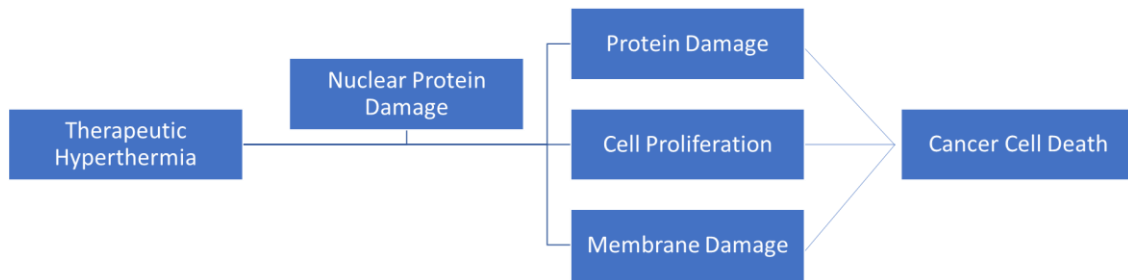 Therapeutic
Hyperthermia
Nuclear Protein
Damage
Protein Damage
Cell Proliferation
Membrane Damage
Cancer Cell Death